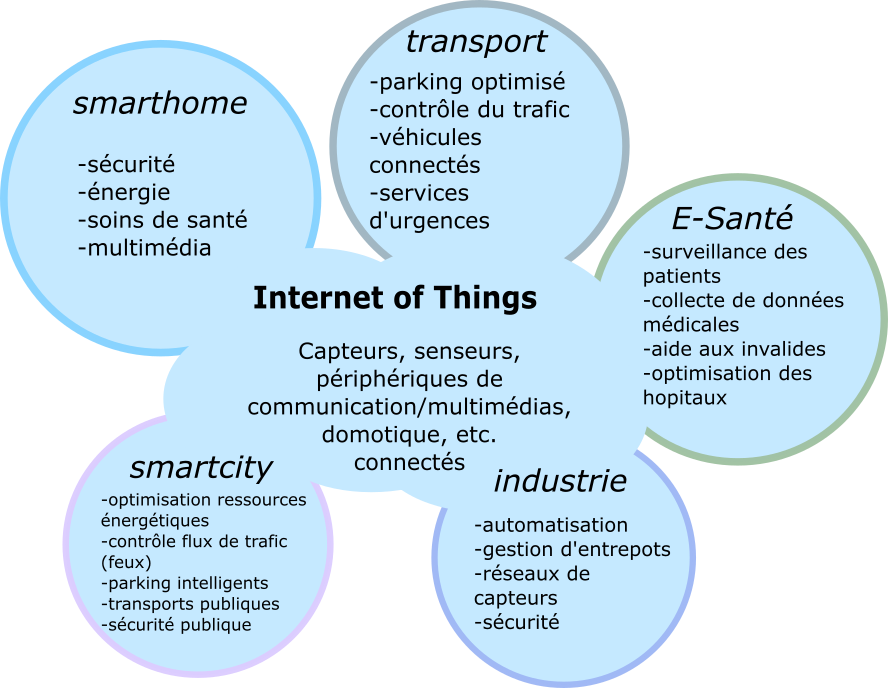 transport
-parking optimisé
-contrôle du trafic
-véhicules
connectés
-services
d'urgences
smarthome
-sécurité
-énergie
-soins de santé
-multimédia
E-Santé
-surveillance des
patients
-collecte de données
médicales
-aide aux invalides
-optimisation des
hopitaux
Internet of Things
Capteurs, senseurs,
périphériques de
communication/multimédias,
domotique, etc.
connectés
smartcity
-optimisation ressources
énergétiques
-contrôle flux de trafic
(feux)
-parking intelligents
-transports publiques
-sécurité publique
industrie
-automatisation
-gestion d'entrepots
-réseaux de
capteurs
-sécurité